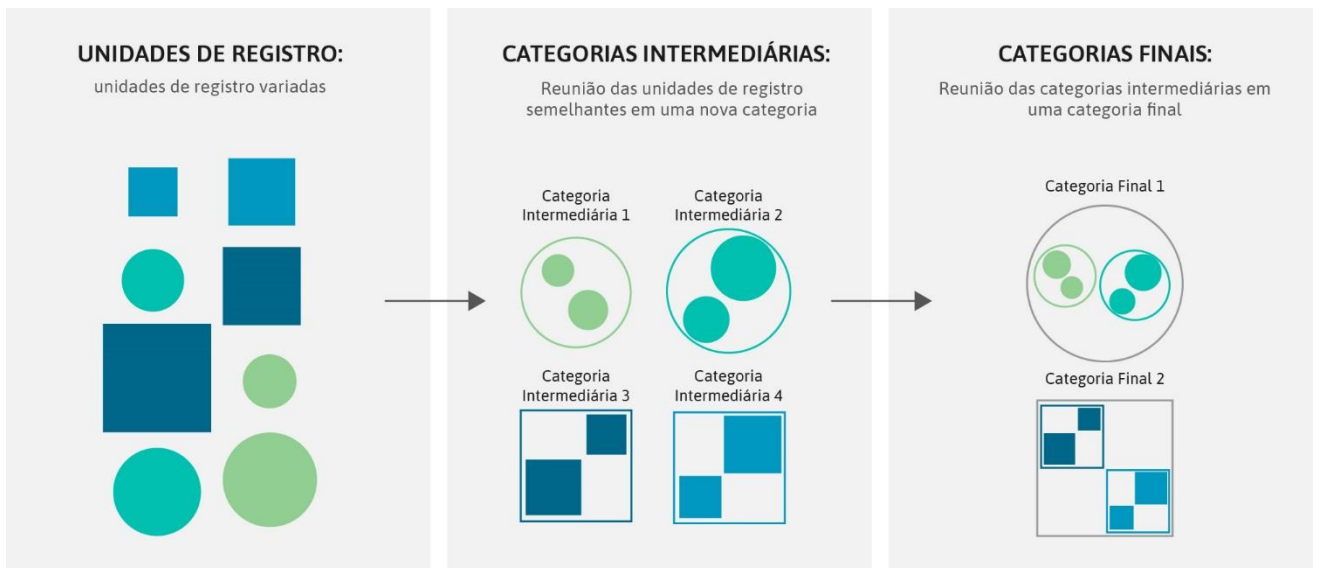 UNIDADES DE REGISTRO:
unidades de registro variadas
CATEGORIAS INTERMEDIÁRIAS:
Reunião das unidades de registro
semelhantes em uma nova categoria
Categoria
Intermediária 1
Categoria
Intermediária 2
Categoria
Intermediária 3
Categoria
Intermediária 4
CATEGORIAS FINAIS:
Reunião das categorias intermediárias em
uma categoria final
Categoria Final 1
Categoria Final 2